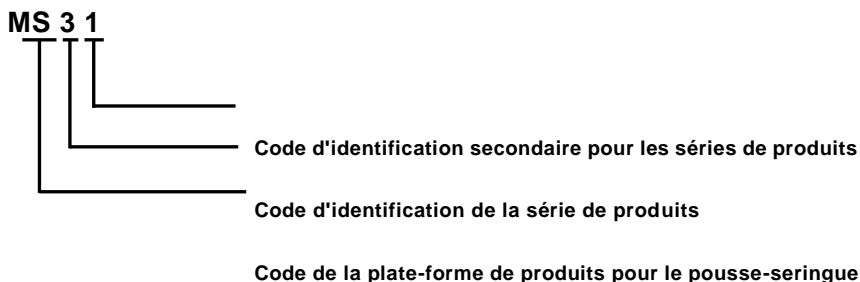 MS 3 1
Code d'identification secondaire pour les séries de produits
Code d'identification de la série de produits
Code de la plate-forme de produits pour le pousse-seringue